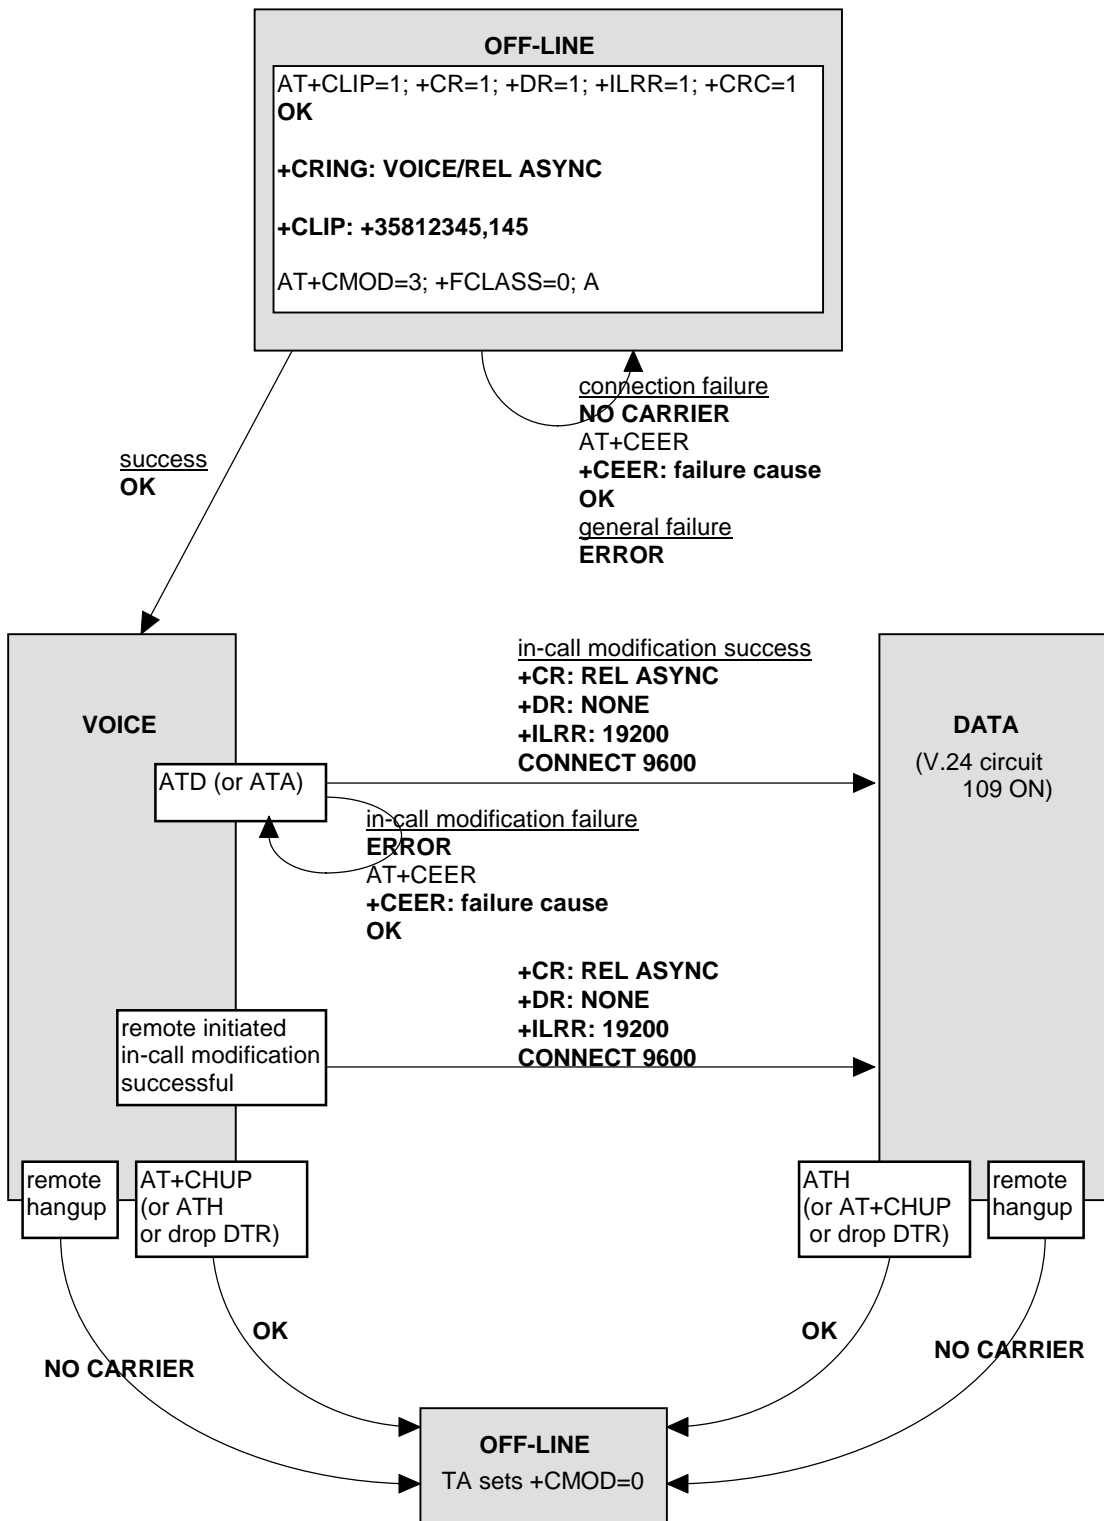 OFF-LINE
AT+CLIP=1; +CR=1; +DR=1; +ILRR=1; +CRC=1
OK
+CRING: VOICE/REL ASYNC
+CLIP: +35812345,145
AT+CMOD=3; +FCLASS=0; A
connection failure
NO CARRIER
AT+CEER
+CEER: failure cause
OK
general failure
ERROR
success
OK
VOICE
ATD (or ATA)
in-call modification success
+CR: REL ASYNC
+DR: NONE
+ILRR: 19200
CONNECT 9600
DATA
(V.24 circuit
109 ON)
in-call modification failure
ERROR
AT+CEER
+CEER: failure cause
OK
remote initiated
in-call modification
successful
+CR: REL ASYNC
+DR: NONE
+ILRR: 19200
CONNECT 9600
remote
hangup
AT+CHUP
(or ATH
or drop DTR)
ATH
(or AT+CHUP
or drop DTR)
remote
hangup
OK
NO CARRIER
OK
NO CARRIER
OFF-LINE
TA sets +CMOD=0